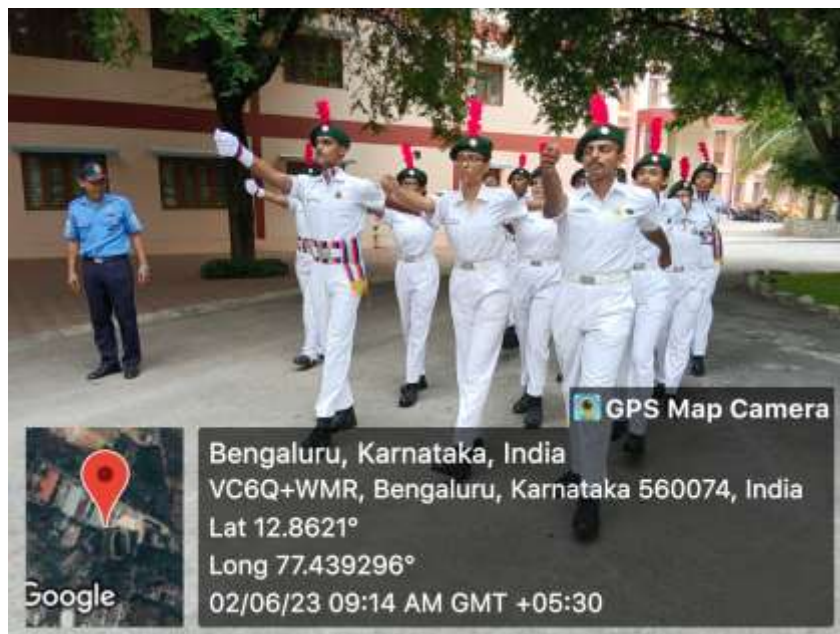 GPS Map Camera
Bengaluru, Karnataka, India
VC6Q+WMR, Bengaluru, Karnataka 560074, India
Lat 12.8621°
Long 77.439296°
02/06/23 09:14 AM GMT +05:30
Google